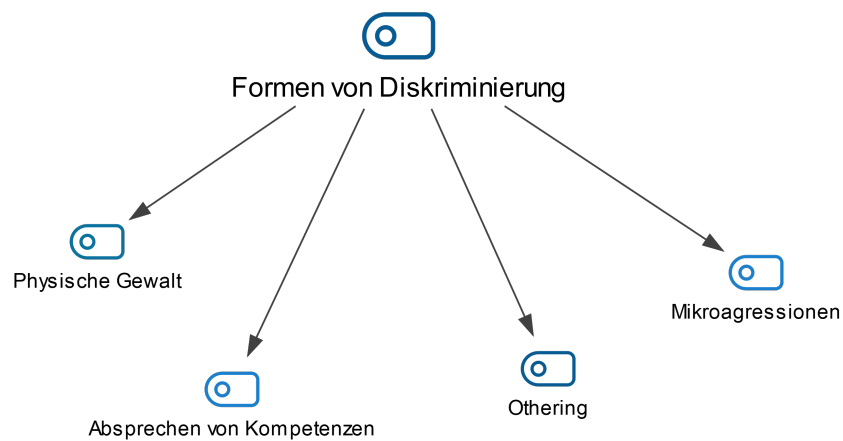 Formen von Diskriminierung
Physische Gewalt
Mikroagressionen
Othering
Absprechen von Kompetenzen